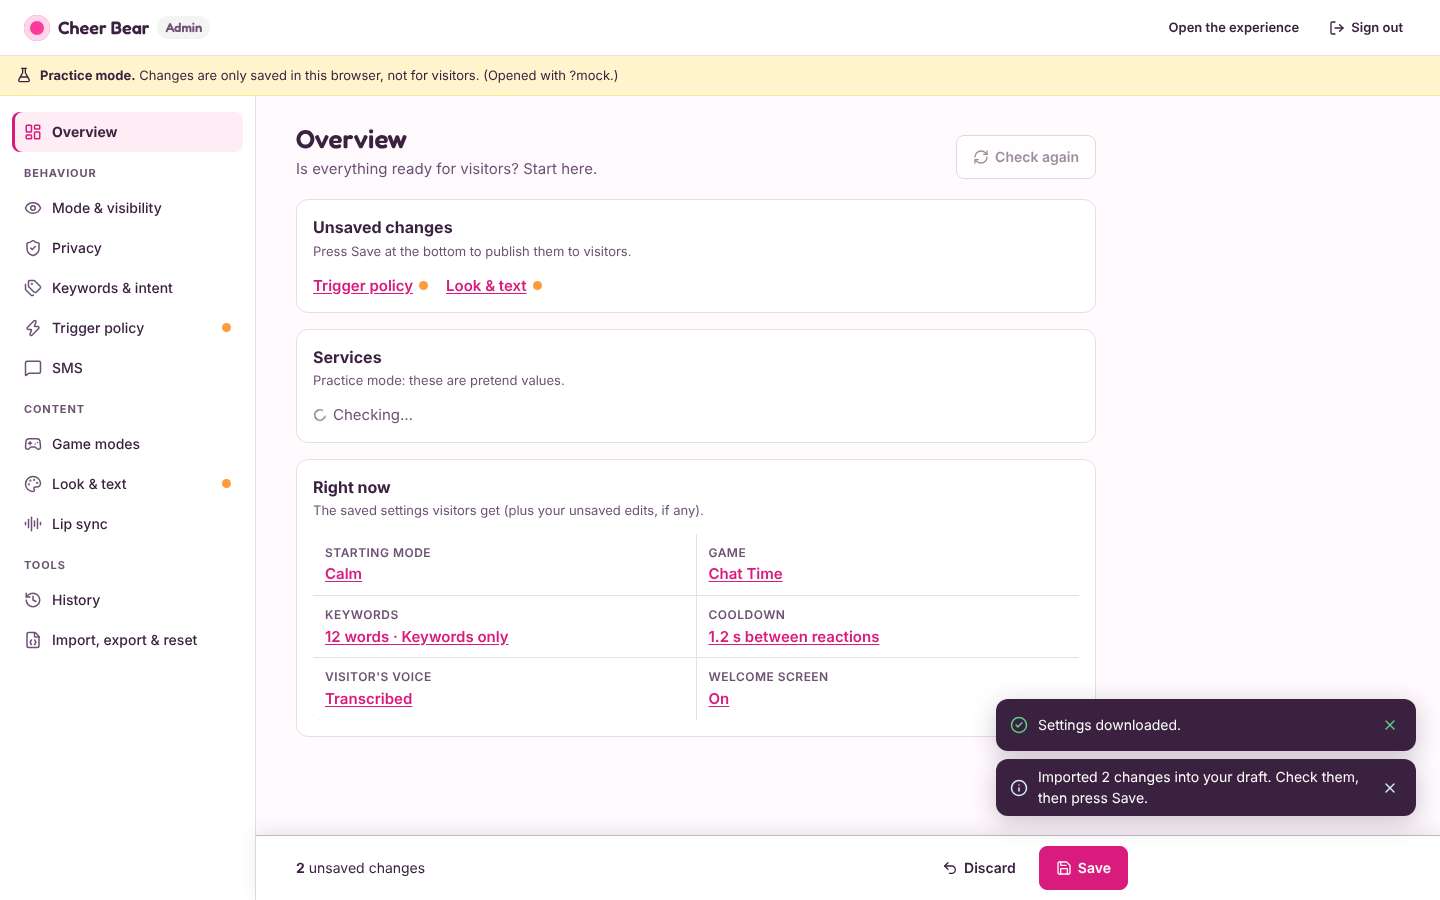 Cheer Bear Admin
Open the experience
Sign out
Practice mode. Changes are only saved in this browser, not for visitors. (Opened with ?mock.)
Overview
BEHAVIOUR
Mode & visibility
Privacy
Keywords & intent
Trigger policy
SMS
CONTENT
Game modes
Look & text
Lip sync
TOOLS
History
Import, export & reset
Overview
Is everything ready for visitors? Start here.
Check again
Unsaved changes
Press Save at the bottom to publish them to visitors.
Trigger policy Look & text
Services
Practice mode: these are pretend values.
Checking...
Right now
The saved settings visitors get (plus your unsaved edits, if any).
STARTING MODE
Calm
GAME
Chat Time
KEYWORDS
12 words · Keywords only
COOLDOWN
1.2 s between reactions
VISITOR'S VOICE
Transcribed
WELCOME SCREEN
On
Settings downloaded.
Imported 2 changes into your draft. Check them,
then press Save.
2 unsaved changes
Discard
Save